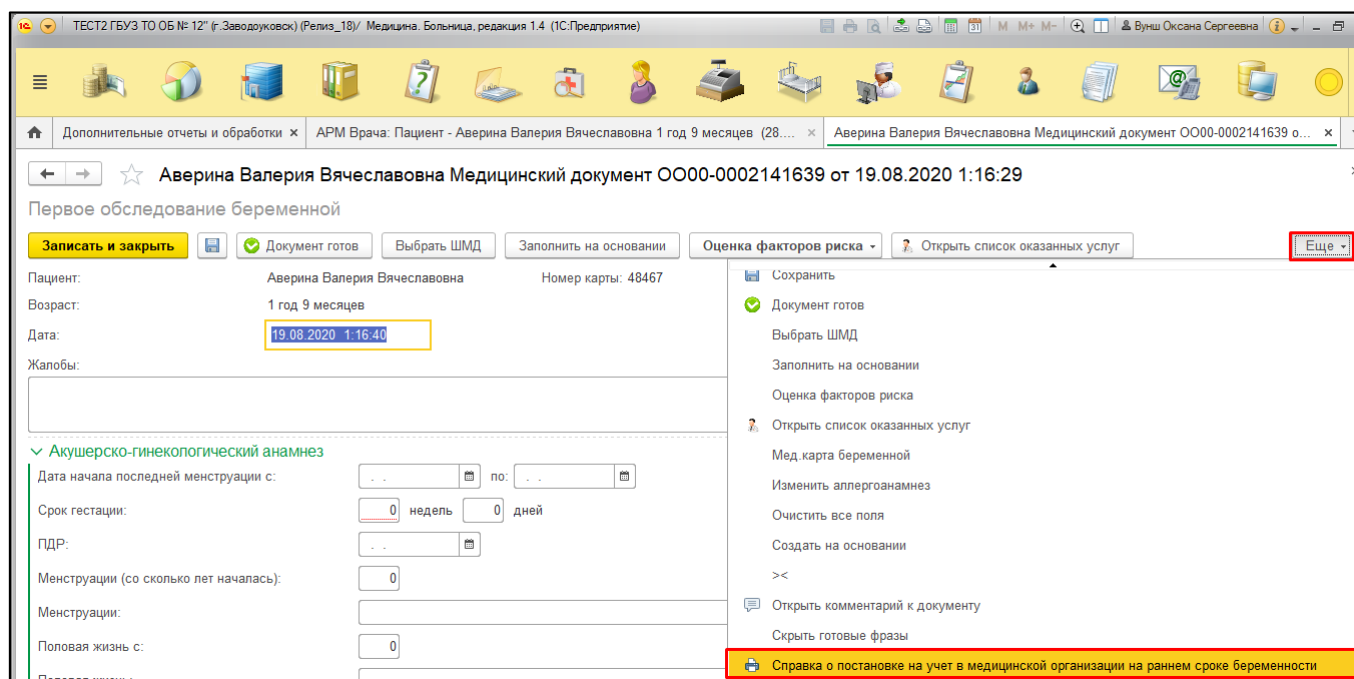 ТЕСТ2 ГБУЗ ТО ОБ № 12" (г.Заводоуковск) (Релиз_18)/ Медицина. Больница, редакция 1.4 (1С:Предприятие) M M+ M- Вунш Оксана Сергеевна
Дополнительные отчеты и обработки × АРМ Врача: Пациент - Аверина Валерия Вячеславовна 1 год 9 месяцев (28.... × Аверина Валерия Вячеславовна Медицинский документ ОО00-0002141639 о... ×
Аверина Валерия Вячеславовна Медицинский документ ОО00-0002141639 от 19.08.2020 1:16:29
Первое обследование беременной
Записать и закрыть Документ готов Выбрать ШМД Заполнить на основании Оценка факторов риска Открыть список оказанных услуг Еще
Пациент: Аверина Валерия Вячеславовна Номер карты: 48467
Возраст: 1 год 9 месяцев
Дата: 19.08.2020 1:16:40
Жалобы:
Акушерско-гинекологический анамнез
Дата начала последней менструации с: . . по: . .
Срок гестации: 0 недель 0 дней
ПДР: . .
Менструации (со сколько лет началась): 0
Менструации:
Половая жизнь с: 0
Половая жизнь:
Сохранить
Документ готов
Выбрать ШМД
Заполнить на основании
Оценка факторов риска
Открыть список оказанных услуг
Мед.карта беременной
Изменить аллергоанамнез
Очистить все поля
Создать на основании
><
Открыть комментарий к документу
Скрыть готовые фразы
Справка о постановке на учет в медицинской организации на раннем сроке беременности